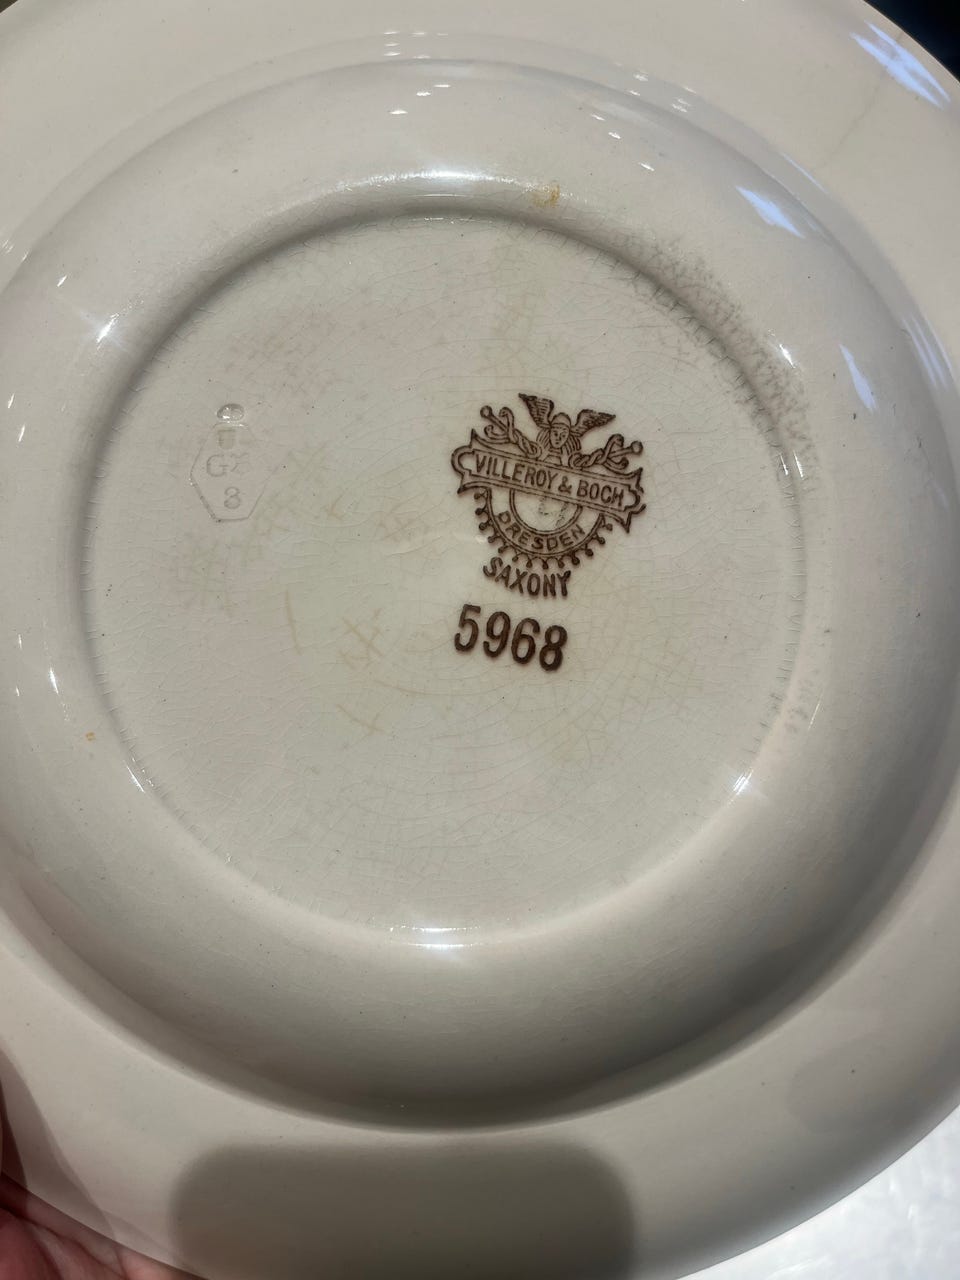 VILLEROY & BOCH
DRESDEN
SAXONY
5968
G
8